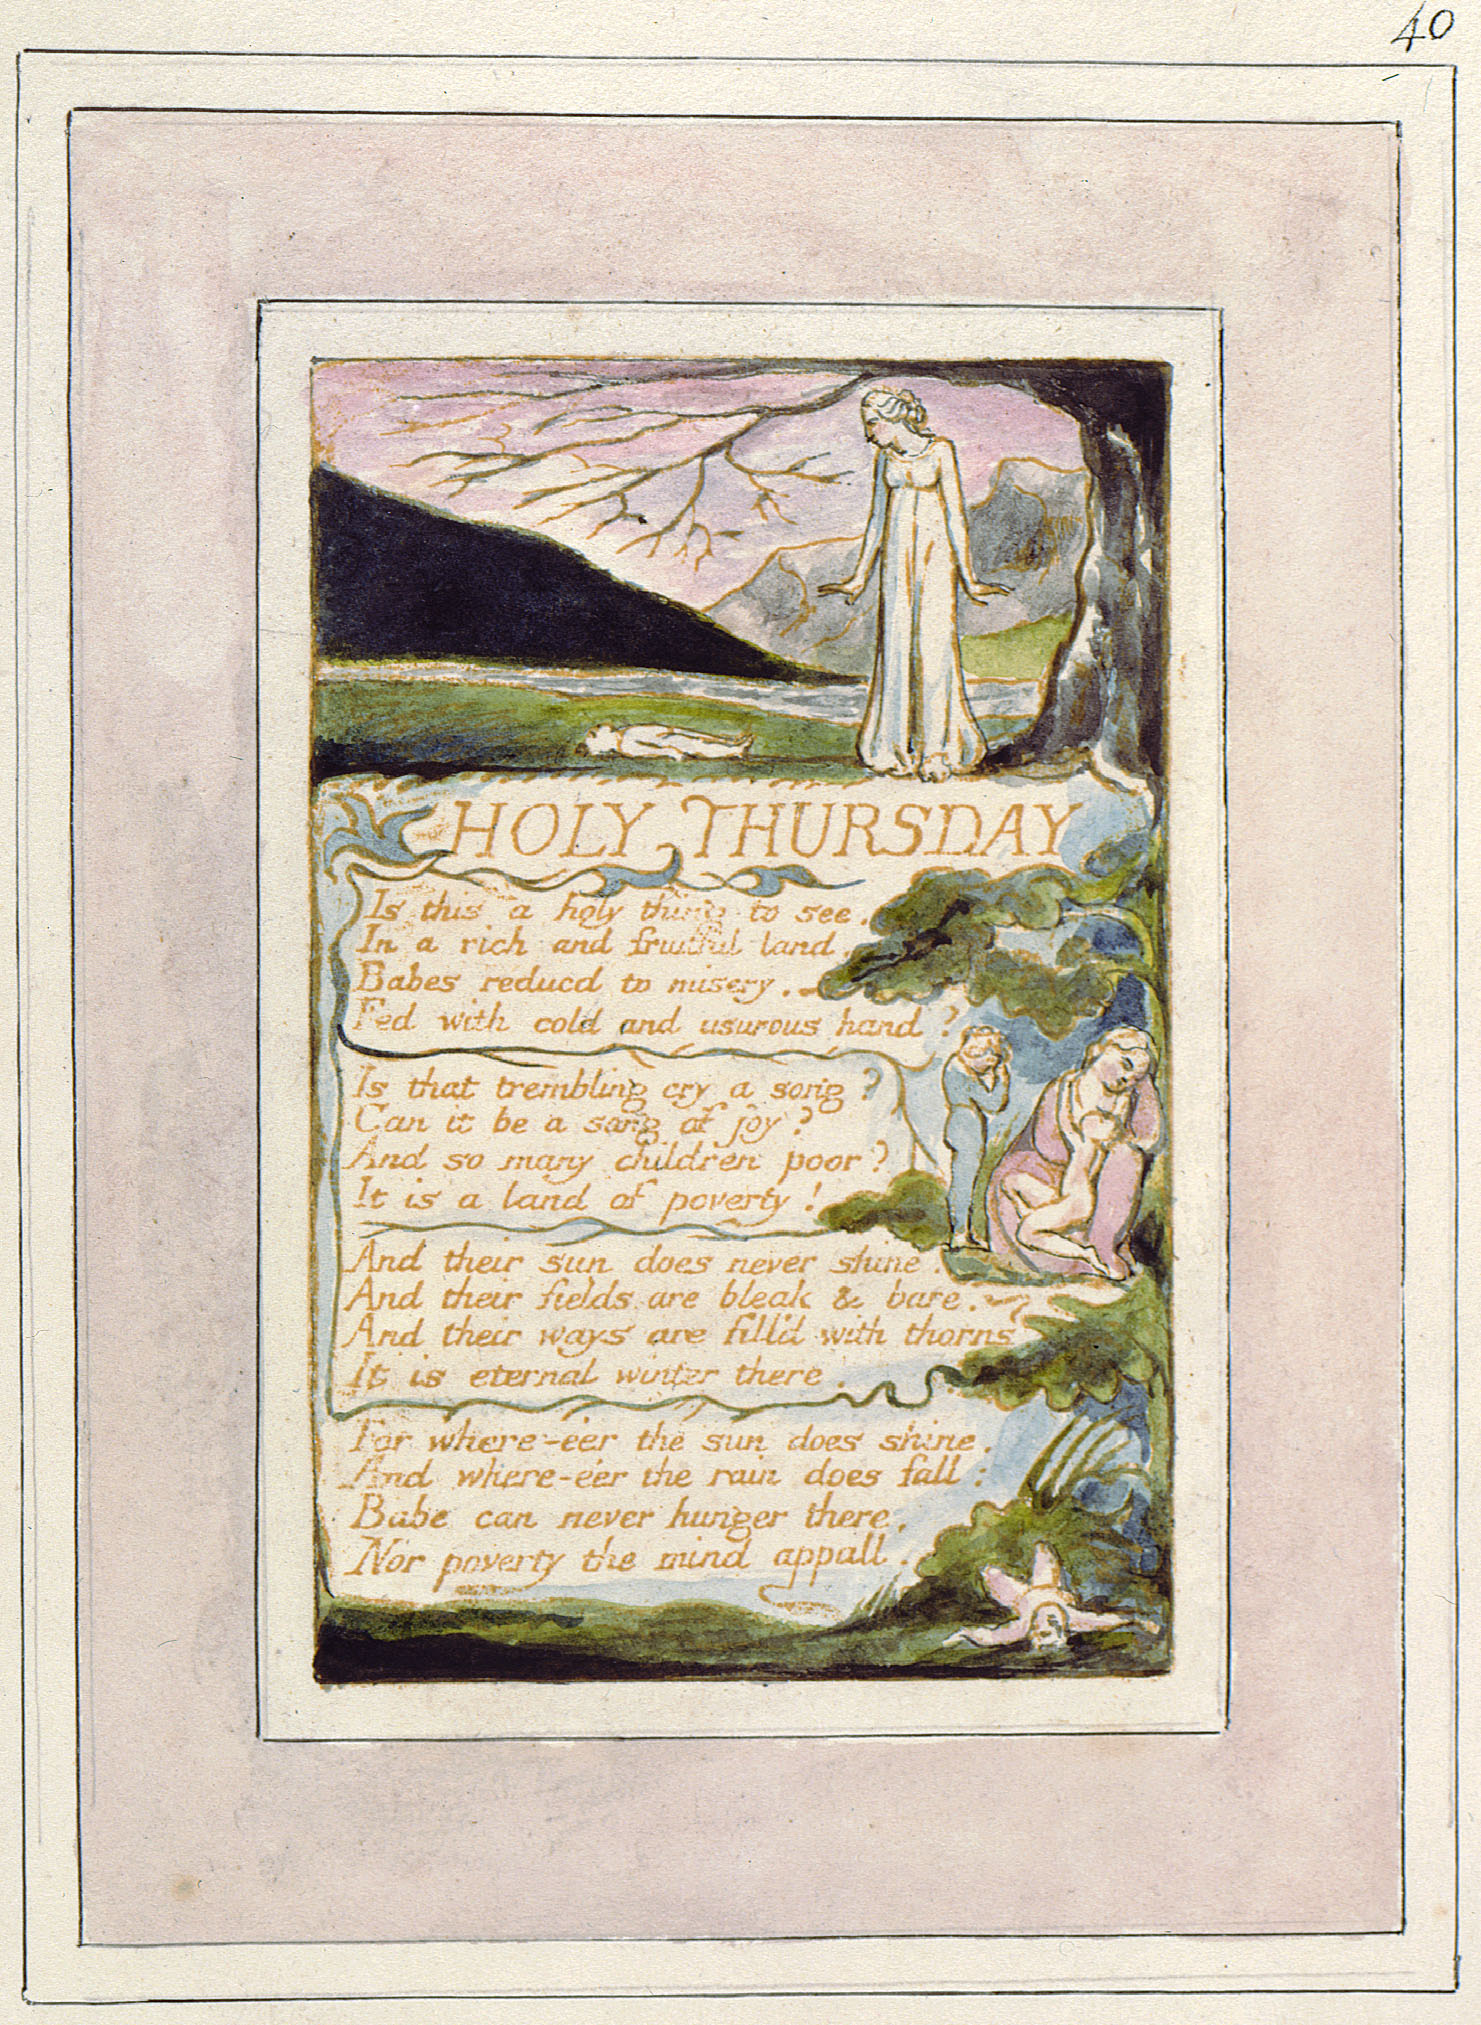 40
HOLY THURSDAY
Is this a holy thing to see.
In a rich and fruitful land.
Babes reducd to misery.
Fed with cold and usurous hand?
Is that trembling cry a song?
Can it be a song of joy?
And so many children poor?
It is a land of poverty!
And their sun does never shine.
And their fields are bleak & bare.
And their ways are fill'd with thorns
It is eternal winter there.
For where-e'er the sun does shine.
And where-e'er the rain does fall:
Babe can never hunger there,
Nor poverty the mind appall.